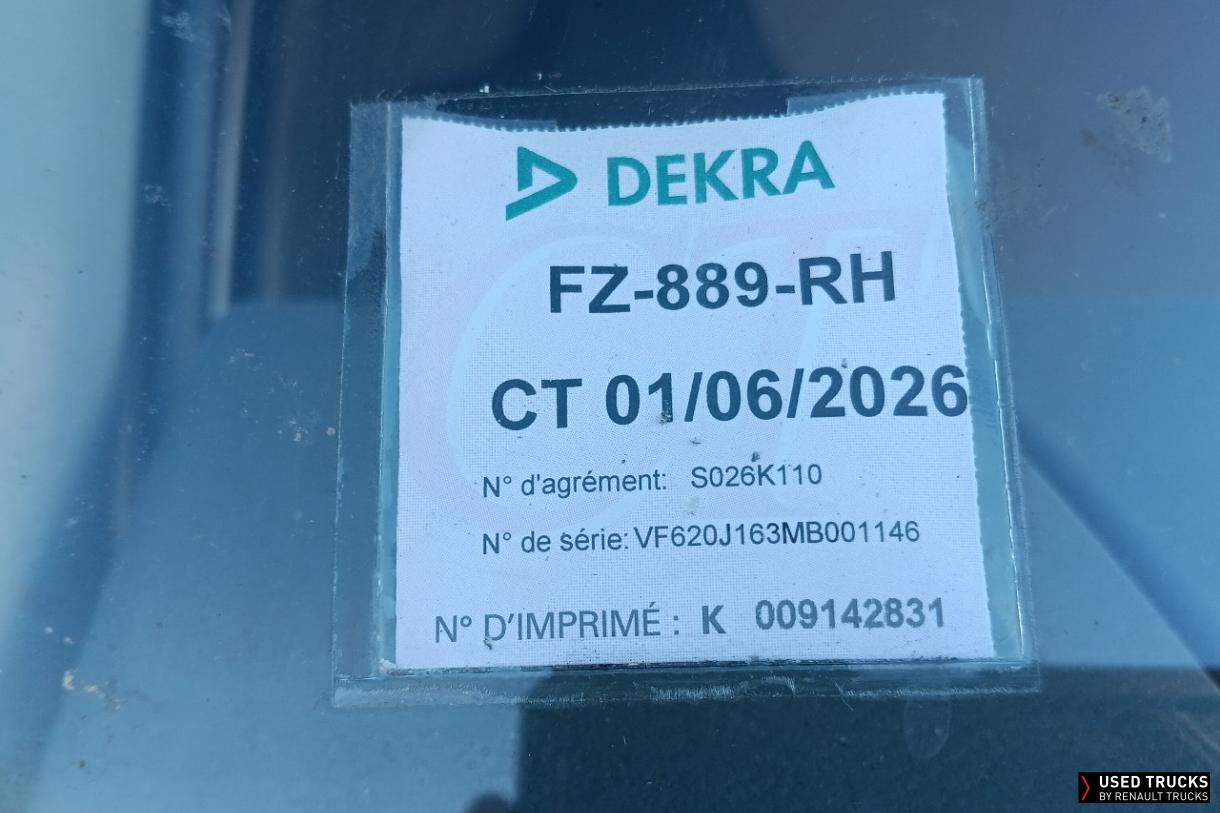 DEKRA
FZ-889-RH
CT 01/06/2026
N° d'agrément: S026K110
N° de série: VF620J163MB001146
N° D'IMPRIMÉ : K 009142831
USED TRUCKS
BY RENAULT TRUCKS